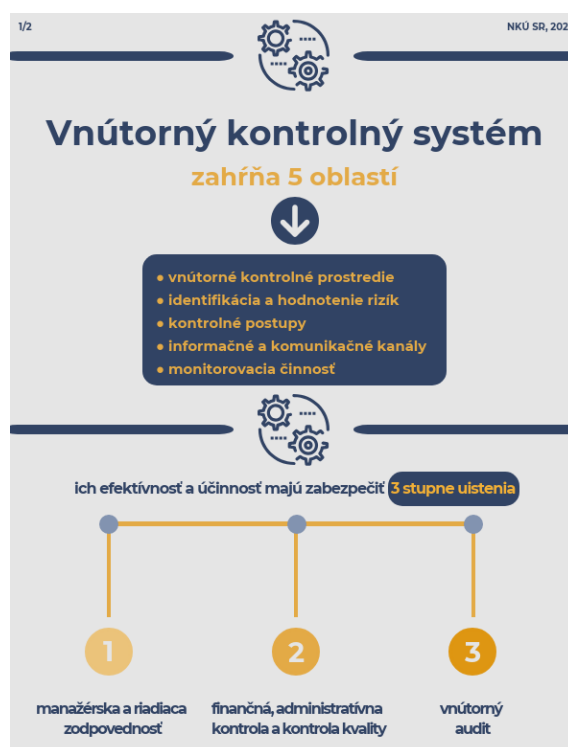 1/2
NKÚ SR, 202
Vnútorný kontrolný systém
zahŕňa 5 oblastí
• vnútorné kontrolné prostredie
• identifikácia a hodnotenie rizík
• kontrolné postupy
• informačné a komunikačné kanály
• monitorovacia činnosť
ich efektívnosť a účinnosť majú zabezpečiť 3 stupne uistenia
1
2
3
manažérska a riadiaca
zodpovednosť
finančná, administratívna
kontrola a kontrola kvality
vnútorný
audit